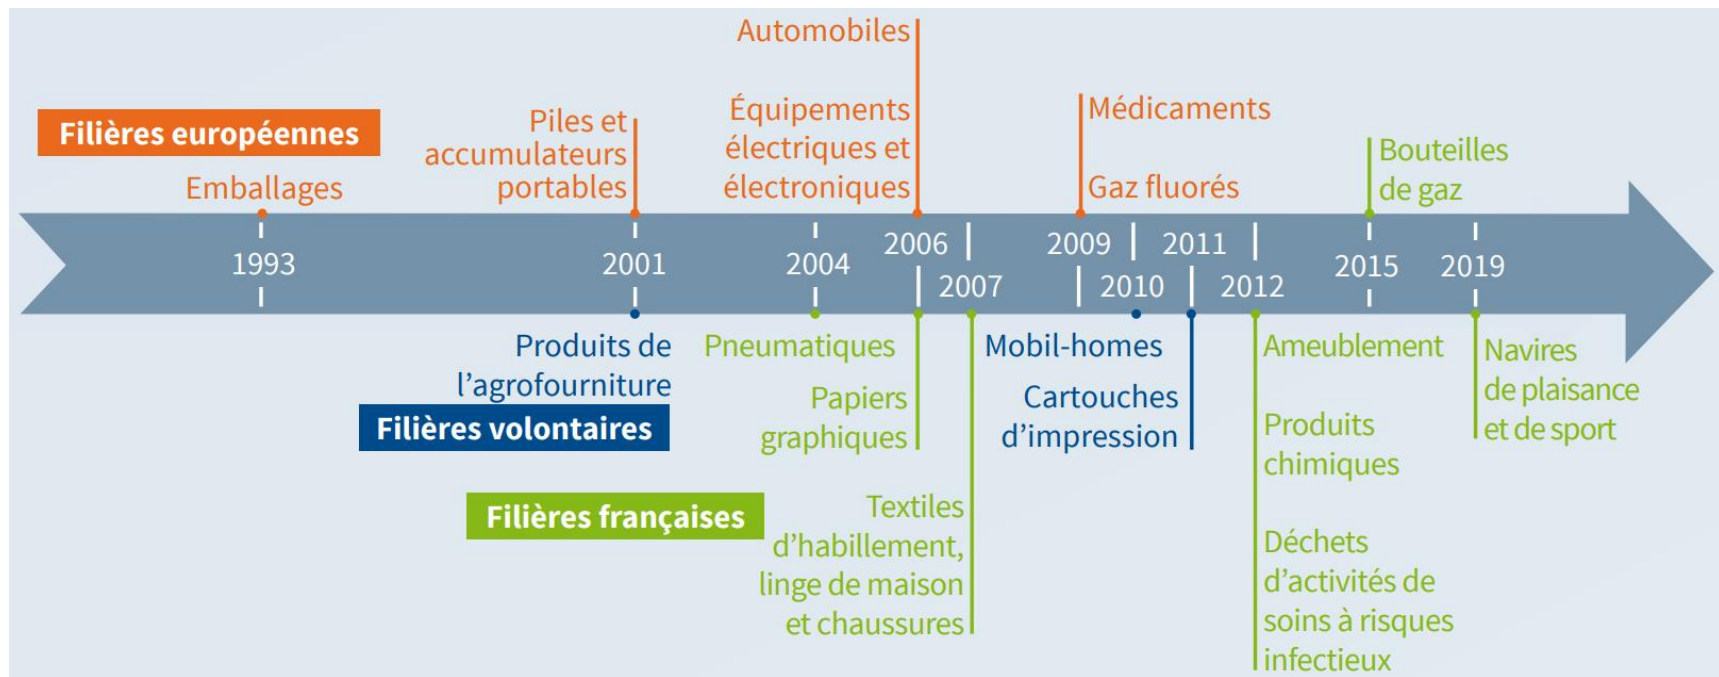 Filières européennes
Emballages
Piles et
accumulateurs
portables
Automobiles
Équipements
électriques et
électroniques
Médicaments
Gaz fluorés
Bouteilles
de gaz
1993
2001
2004
2006
2007
2009
2010
2011
2012
2015
2019
Produits de
l’agrofourniture
Filières volontaires
Pneumatiques
Papiers
graphiques
Filières françaises
Textiles
d’habillement,
linge de maison
et chaussures
Mobil-homes
Cartouches
d’impression
Ameublement
Produits
chimiques
Déchets
d’activités de
soins à risques
infectieux
Navires
de plaisance
et de sport